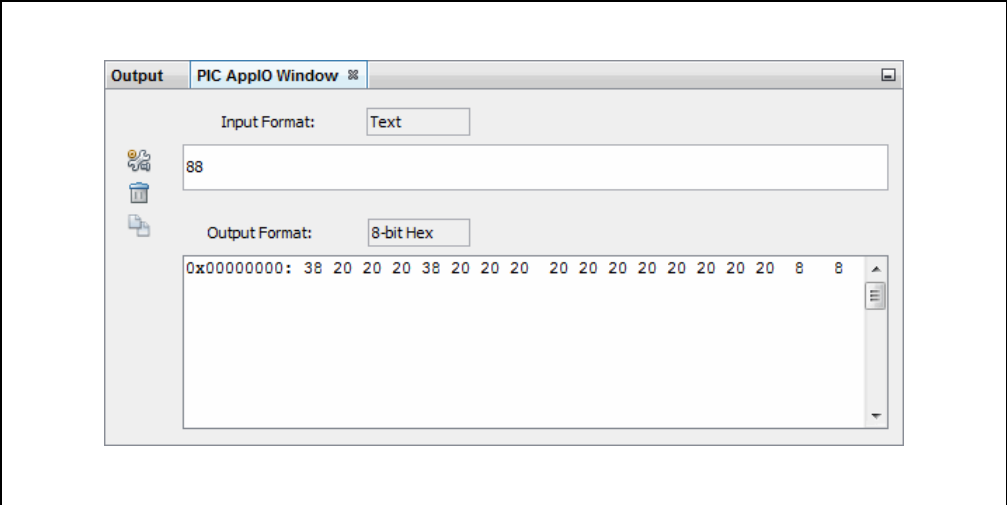 Output PIC AppIO Window
Input Format: Text
88
Output Format: 8-bit Hex
0x00000000: 38 20 20 20 38 20 20 20  20 20 20 20 20 20 20 20  8   8